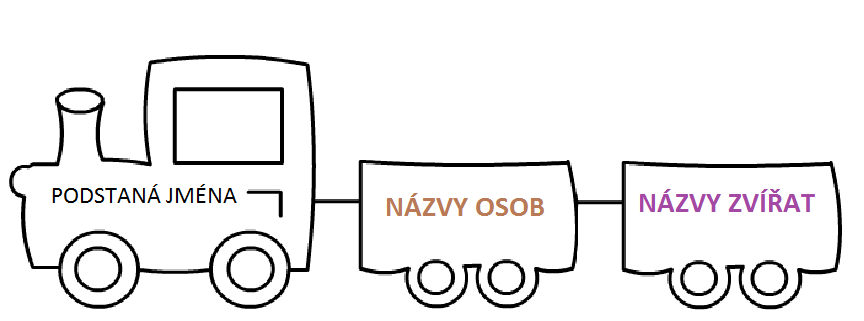 PODSTANÁ JMÉNA
NÁZVY OSOB
NÁZVY ZVÍŘAT